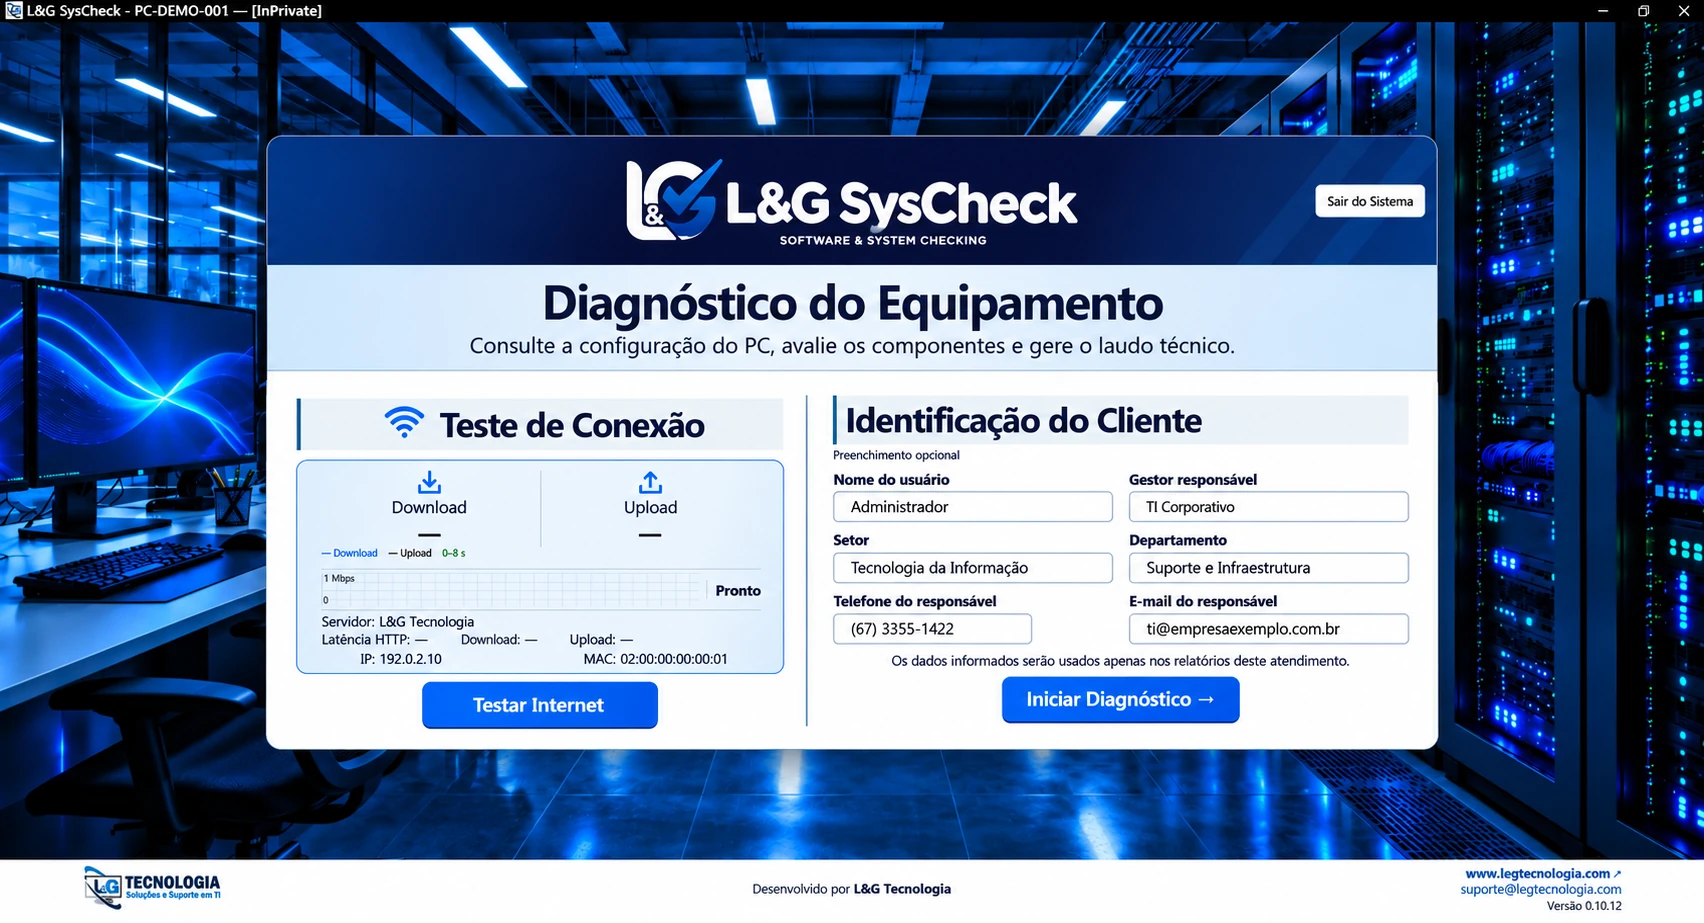 L&G SysCheck - PC-DEMO-001 — [InPrivate]
L&G
L&G SysCheck
SOFTWARE & SYSTEM CHECKING
Sair do Sistema
Diagnóstico do Equipamento
Consulte a configuração do PC, avalie os componentes e gere o laudo técnico.
Teste de Conexão
Download
Upload
—
—
— Download — Upload 0–8 s
1 Mbps
0
Pronto
Servidor: L&G Tecnologia
Latência HTTP: — Download: — Upload: —
IP: 192.0.2.10 MAC: 02:00:00:00:00:01
Testar Internet
Identificação do Cliente
Preenchimento opcional
Nome do usuário
Administrador
Gestor responsável
TI Corporativo
Setor
Tecnologia da Informação
Departamento
Suporte e Infraestrutura
Telefone do responsável
(67) 3355-1422
E-mail do responsável
ti@empresaexemplo.com.br
Os dados informados serão usados apenas nos relatórios deste atendimento.
Iniciar Diagnóstico →
L&G TECNOLOGIA
Soluções e Suporte em TI
Desenvolvido por L&G Tecnologia
www.legtecnologia.com ↗
suporte@legtecnologia.com
Versão 0.10.12